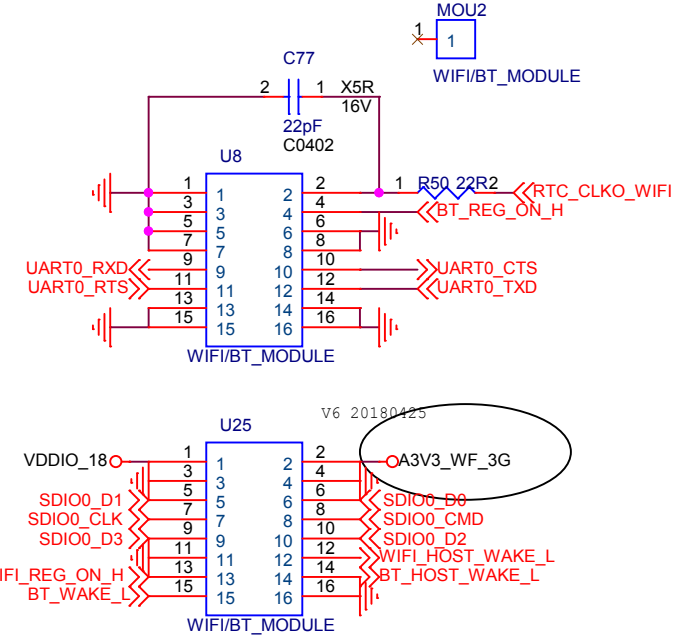 MOU2
1
1
WIFI/BT_MODULE
C77
2
1
X5R
16V
22pF
C0402
U8
1 1 2 2 1 R50 22R 2 RTC_CLKO_WIFI
3 3 4 4 BT_REG_ON_H
5 5 6 6
7 7 8 8
UART0_RXD 9 9 10 10 UART0_CTS
UART0_RTS 11 11 12 12 UART0_TXD
13 13 14 14
15 15 16 16
WIFI/BT_MODULE
V6 20180425
U25
VDDIO_18 1 1 2 2 A3V3_WF_3G
3 3 4 4
SDIO0_D1 5 5 6 6 SDIO0_D0
SDIO0_CLK 7 7 8 8 SDIO0_CMD
SDIO0_D3 9 9 10 10 SDIO0_D2
11 11 12 12 WIFI_HOST_WAKE_L
IFI_REG_ON_H 13 13 14 14 BT_HOST_WAKE_L
BT_WAKE_L 15 15 16 16
WIFI/BT_MODULE